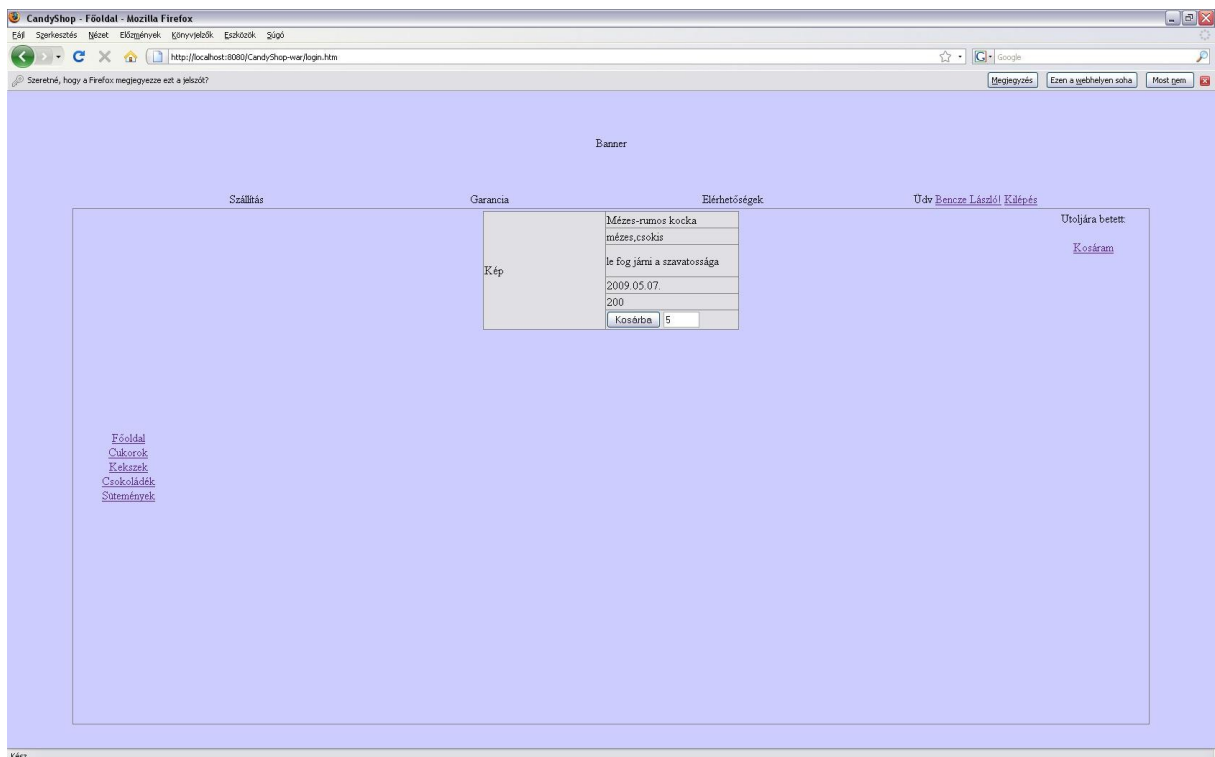 CandyShop - Főoldal - Mozilla Firefox
Fájl Szerkesztés Nézet Előzmények Könyvjelzők Eszközök Súgó
http://localhost:8080/CandyShop-war/login.htm
Google
Szeretné, hogy a Firefox megjegyezze ezt a jelszót?
Megjegyzés Ezen a webhelyen soha Most nem
Banner
Szállítás Garancia Elérhetőségek Üdv Bencze László! Kilépés
Mézes-rumos kocka
mézes,csokis
le fog járni a szavatossága
Kép
2009.05.07.
200
Kosárba 5
Utoljára betett:
Kosáram
Főoldal
Cukorok
Kekszek
Csokoládék
Sütemények
Kész